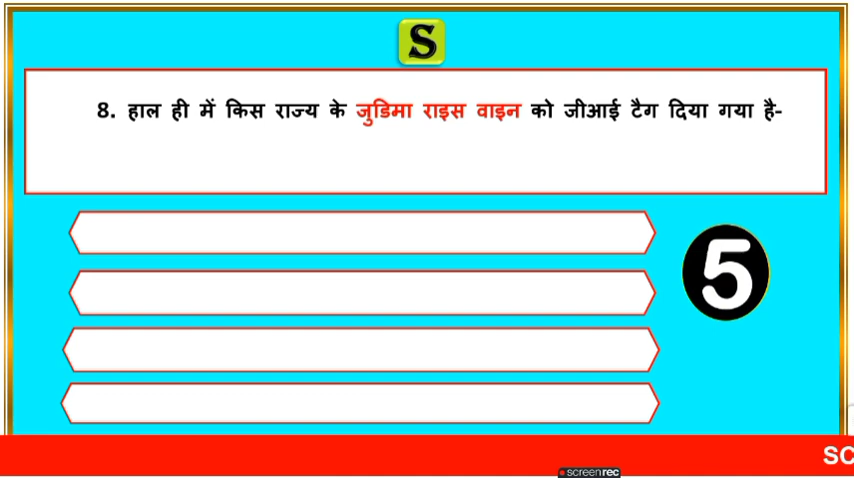 S
8. हाल ही में किस राज्य के जुडिमा राइस वाइन को जीआई टैग दिया गया है-
5
SC
screenrec